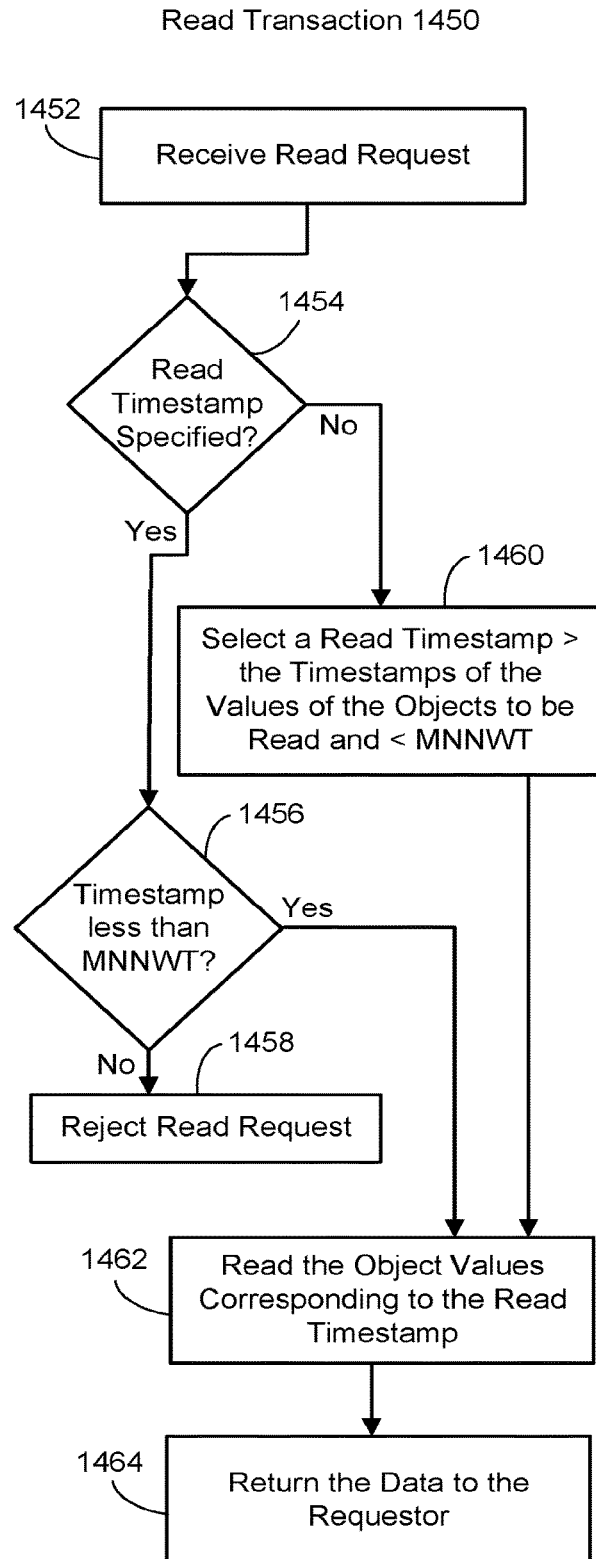 Read Transaction 1450
1452
Receive Read Request
1454
Read
Timestamp
Specified?
No
Yes
1460
Select a Read Timestamp >
the Timestamps of the
Values of the Objects to be
Read and < MNNWT
1456
Timestamp
less than
MNNWT?
Yes
No
1458
Reject Read Request
1462
Read the Object Values
Corresponding to the Read
Timestamp
1464
Return the Data to the
Requestor